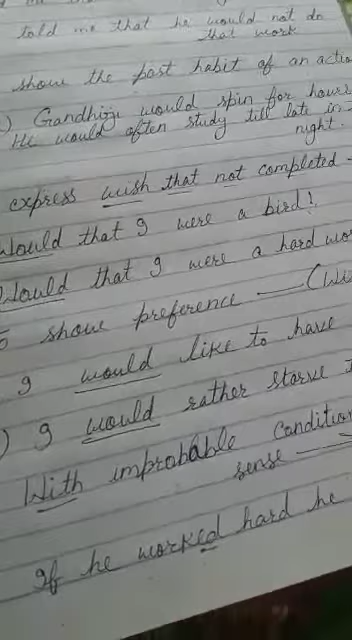 told me that he would not do
that work
show the past habit of an actio
) Gandhiji would spin for hours
He would often study till late in
night.
express wish that not completed -
Would that I were a bird!
Would that I were a hard wor
show preference — (Wi
I would like to have
) I would rather starve
With improbable condition
sense —
If he worked hard he